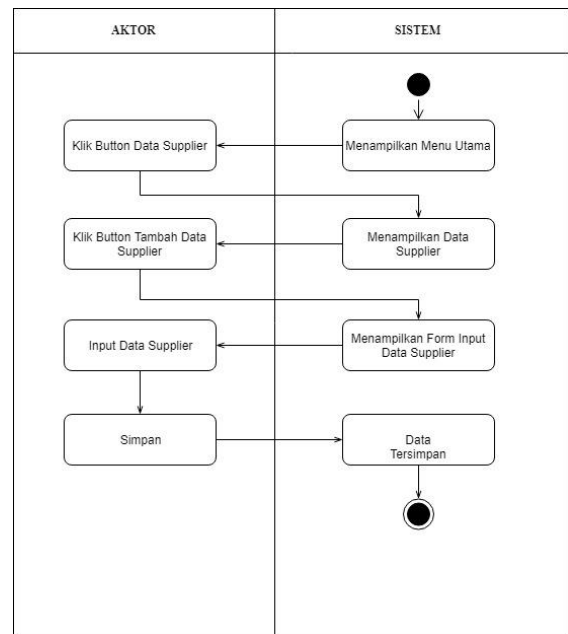 AKTOR
SISTEM
Menampilkan Menu Utama
Klik Button Data Supplier
Menampilkan Data
Supplier
Klik Button Tambah Data
Supplier
Menampilkan Form Input
Data Supplier
Input Data Supplier
Simpan
Data
Tersimpan